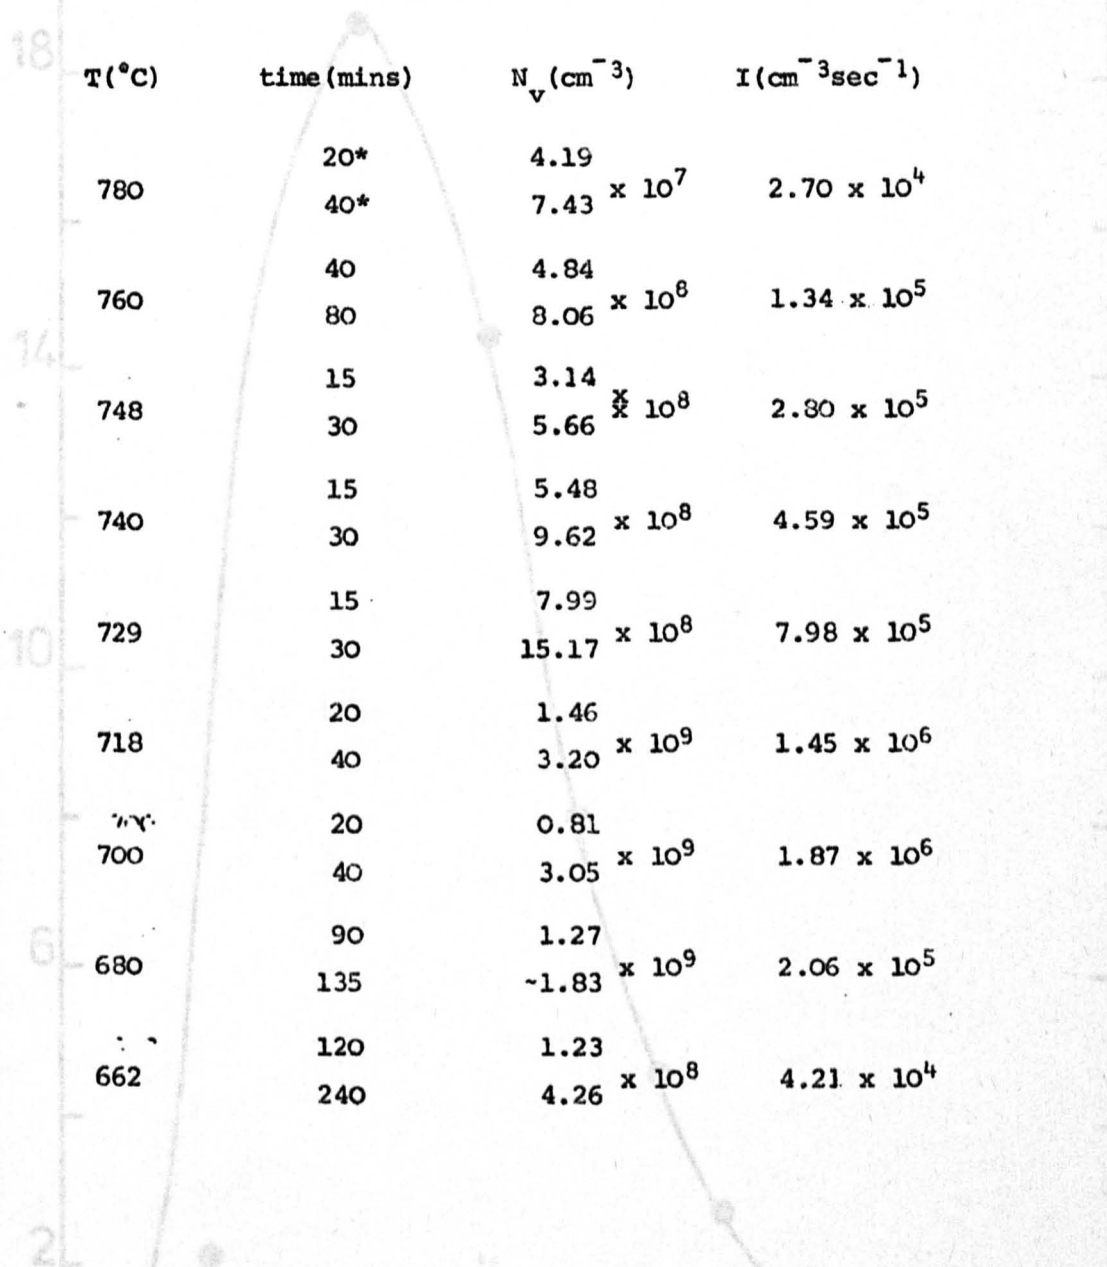 T(°C) time(mins) N_v(cm⁻³) I(cm⁻³sec⁻¹)
20* 4.19
780 x 10⁷ 2.70 x 10⁴
40* 7.43
40 4.84
760 x 10⁸ 1.34 x 10⁵
80 8.06
15 3.14
748 x x 10⁸ 2.80 x 10⁵
30 5.66
15 5.48
740 x 10⁸ 4.59 x 10⁵
30 9.62
15 7.99
729 x 10⁸ 7.98 x 10⁵
30 15.17
20 1.46
718 x 10⁹ 1.45 x 10⁶
40 3.20
20 0.81
700 x 10⁹ 1.87 x 10⁶
40 3.05
90 1.27
680 x 10⁹ 2.06 x 10⁵
135 ~1.83
120 1.23
662 x 10⁸ 4.21 x 10⁴
240 4.26
18
14
10
6
2